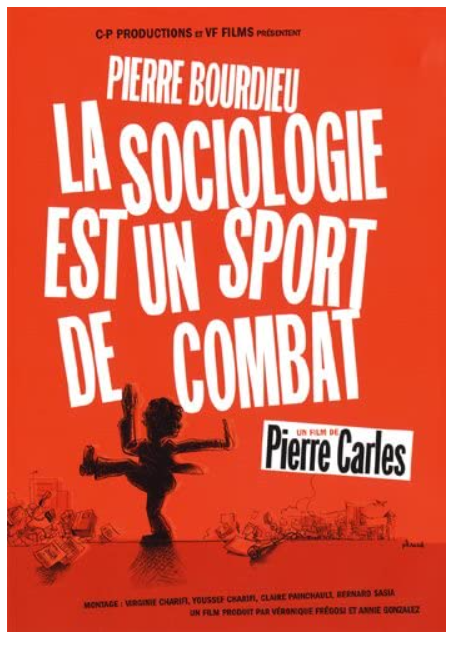 C-P PRODUCTIONS ET VF FILMS PRÉSENTENT
PIERRE BOURDIEU
LA SOCIOLOGIE
EST UN SPORT
DE COMBAT
UN FILM DE
Pierre Carles
MONTAGE : VIRGINIE CHARIFI, YOUSSEF CHARIFI, CLAIRE PAINCHAULT, BERNARD SASIA
UN FILM PRODUIT PAR VÉRONIQUE FRÉGOSI ET ANNIE GONZALEZ